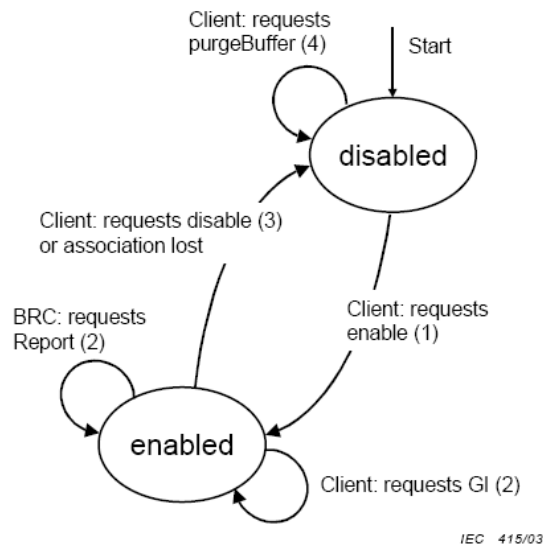 Client: requests
purgeBuffer (4)
Start
disabled
Client: requests disable (3)
or association lost
Client: requests
enable (1)
BRC: requests
Report (2)
enabled
Client: requests GI (2)
IEC 415/03